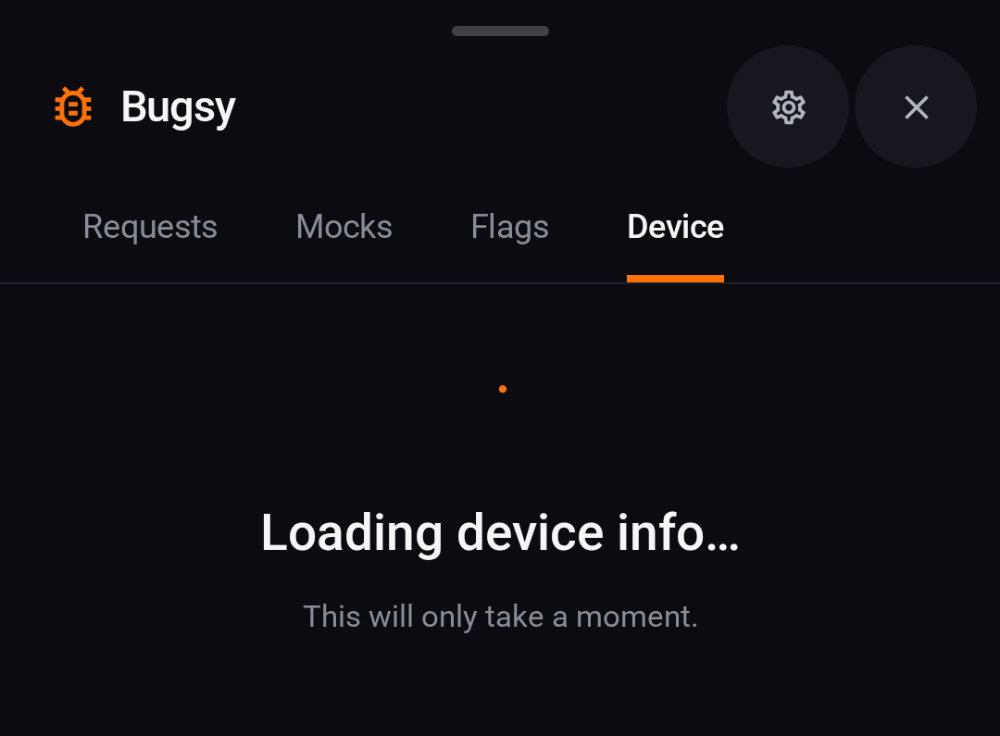 Bugsy
Requests Mocks Flags Device
Loading device info…
This will only take a moment.